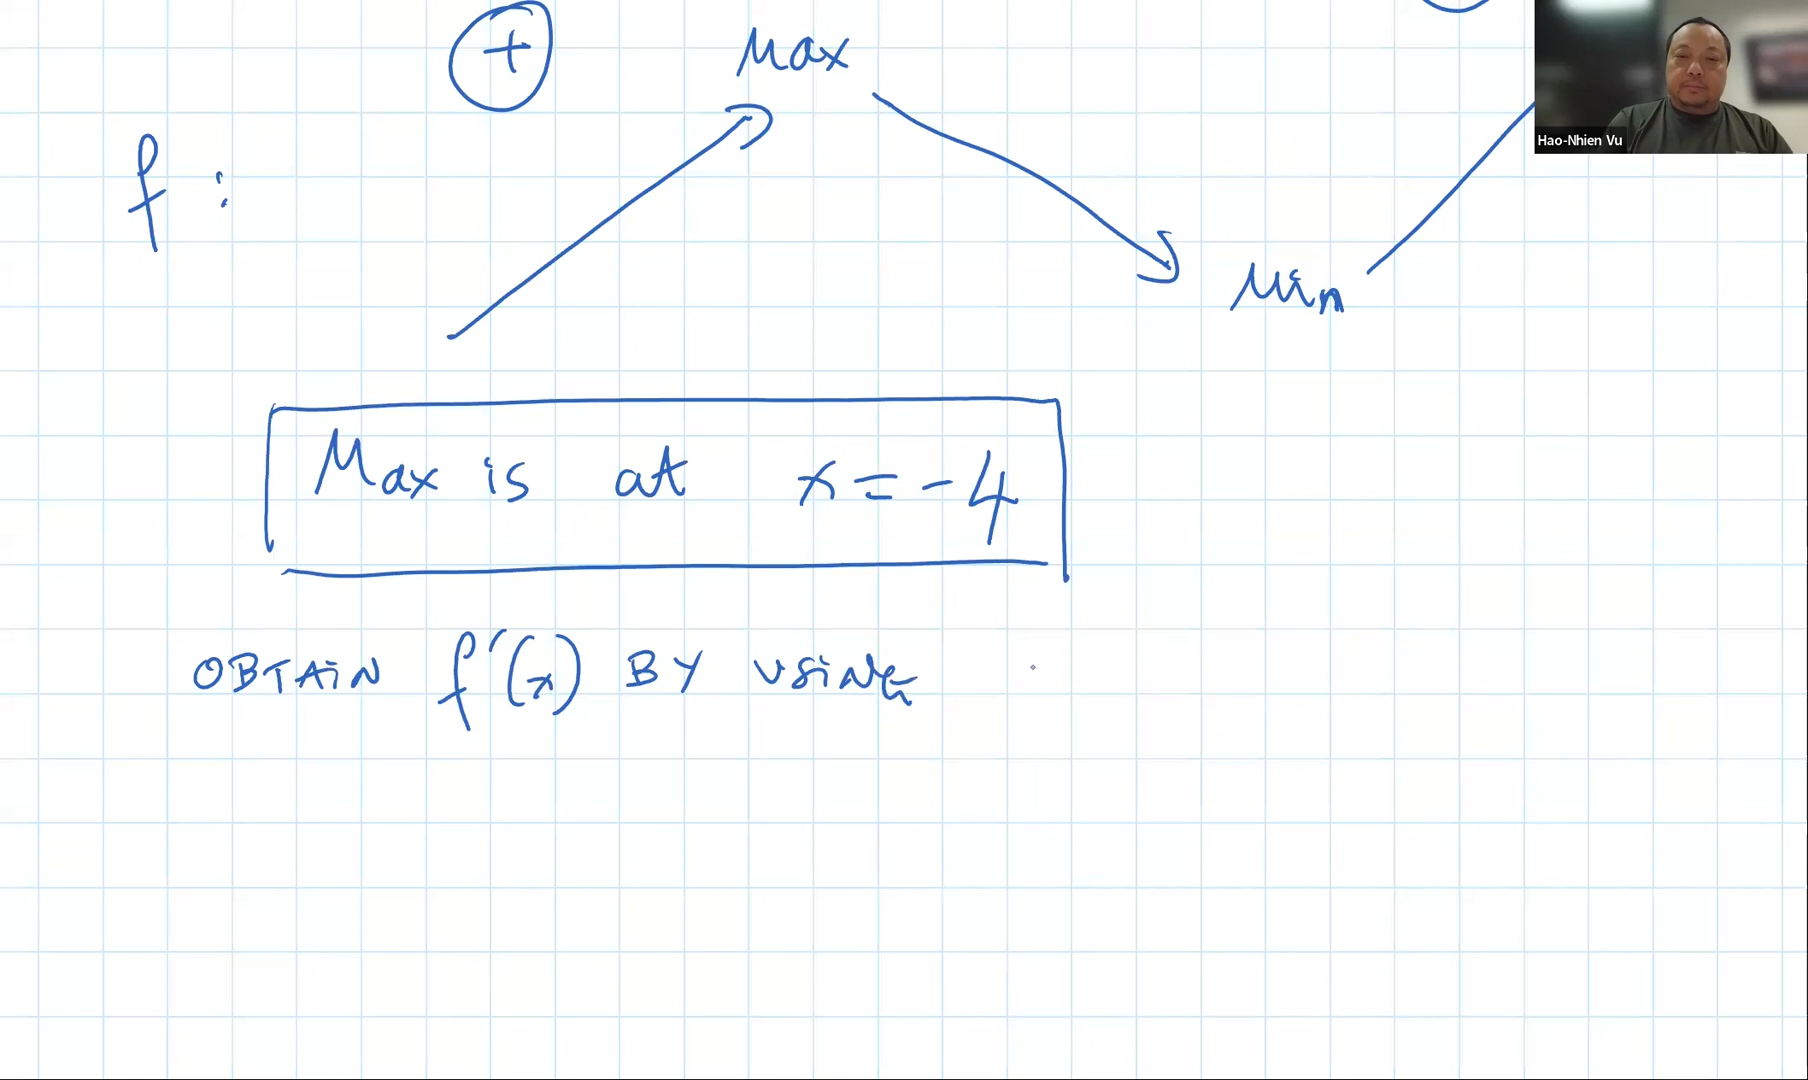 + Max
Hao-Nhien Vu
f :
Min
Max is at x = -4
OBTAIN f'(x) BY USING